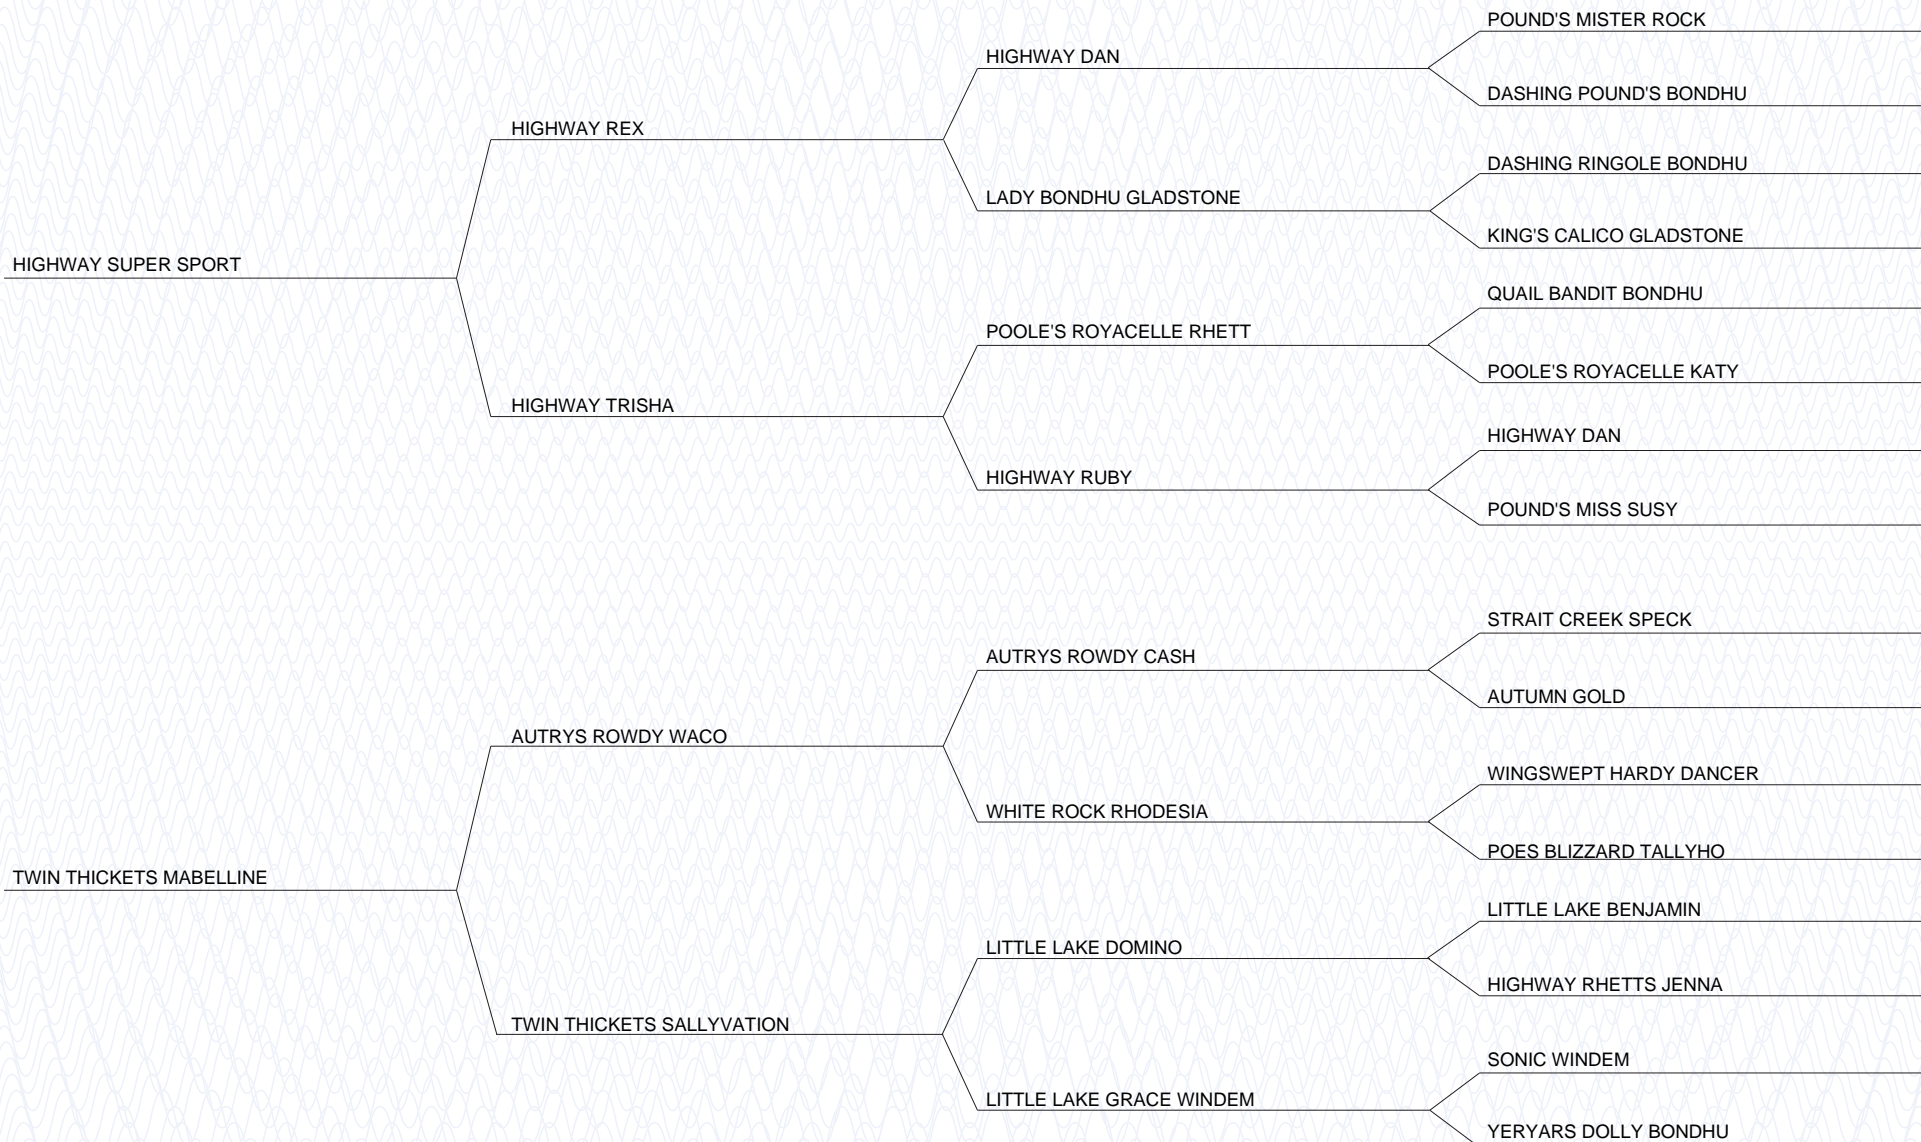 POUND'S MISTER ROCK
HIGHWAY DAN
DASHING POUND'S BONDHU
HIGHWAY REX
DASHING RINGOLE BONDHU
LADY BONDHU GLADSTONE
KING'S CALICO GLADSTONE
HIGHWAY SUPER SPORT
QUAIL BANDIT BONDHU
POOLE'S ROYACELLE RHETT
POOLE'S ROYACELLE KATY
HIGHWAY TRISHA
HIGHWAY DAN
HIGHWAY RUBY
POUND'S MISS SUSY
STRAIT CREEK SPECK
AUTRYS ROWDY CASH
AUTUMN GOLD
AUTRYS ROWDY WACO
WINGSWEPT HARDY DANCER
WHITE ROCK RHODESIA
POES BLIZZARD TALLYHO
TWIN THICKETS MABELLINE
LITTLE LAKE BENJAMIN
LITTLE LAKE DOMINO
HIGHWAY RHETTS JENNA
TWIN THICKETS SALLYVATION
SONIC WINDEM
LITTLE LAKE GRACE WINDEM
YERYARS DOLLY BONDHU